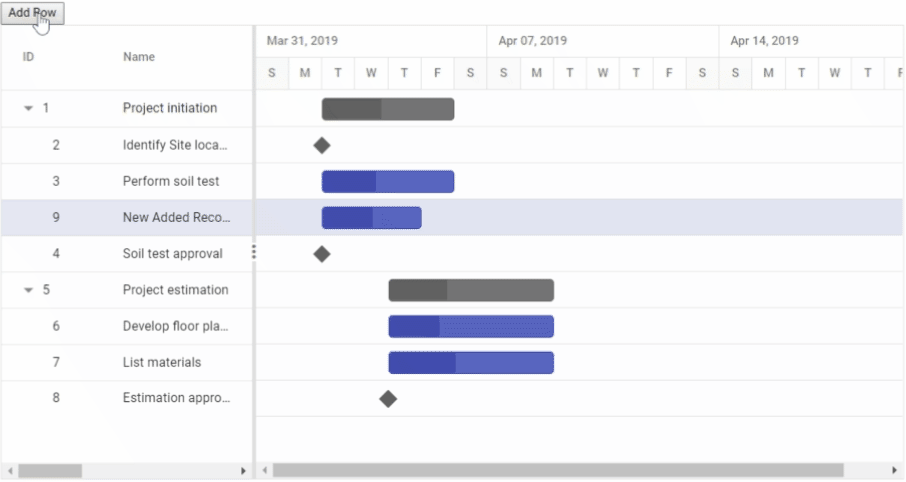 Add Row
ID Name Mar 31, 2019 Apr 07, 2019 Apr 14, 2019
S M T W T F S S M T W T F S S M T W T F
1 Project initiation
2 Identify Site loca...
3 Perform soil test
9 New Added Reco...
4 Soil test approval
5 Project estimation
6 Develop floor pla...
7 List materials
8 Estimation appro...